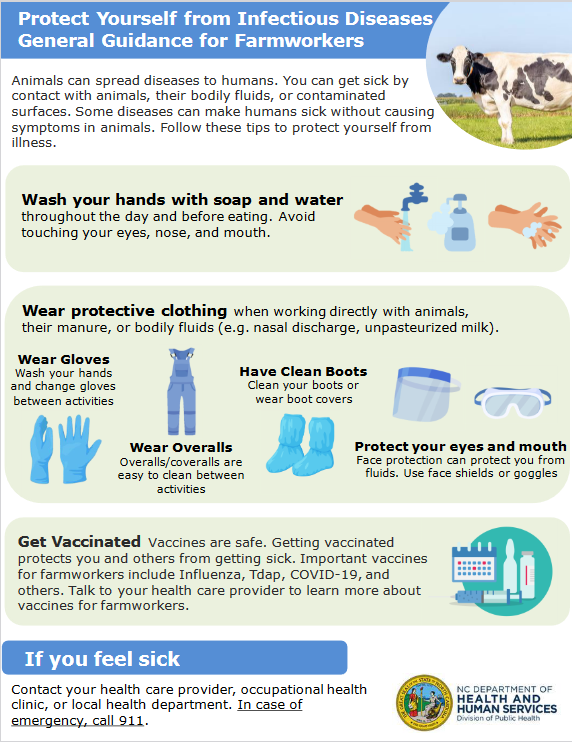 Protect Yourself from Infectious Diseases
General Guidance for Farmworkers
Animals can spread diseases to humans. You can get sick by
contact with animals, their bodily fluids, or contaminated
surfaces. Some diseases can make humans sick without causing
symptoms in animals. Follow these tips to protect yourself from
illness.
Wash your hands with soap and water
throughout the day and before eating. Avoid
touching your eyes, nose, and mouth.
Wear protective clothing when working directly with animals,
their manure, or bodily fluids (e.g. nasal discharge, unpasteurized milk).
Wear Gloves
Wash your hands
and change gloves
between activities
Wear Overalls
Overalls/coveralls are
easy to clean between
activities
Have Clean Boots
Clean your boots or
wear boot covers
Protect your eyes and mouth
Face protection can protect you from
fluids. Use face shields or goggles
Get Vaccinated Vaccines are safe. Getting vaccinated
protects you and others from getting sick. Important vaccines
for farmworkers include Influenza, Tdap, COVID-19, and
others. Talk to your health care provider to learn more about
vaccines for farmworkers.
If you feel sick
Contact your health care provider, occupational health
clinic, or local health department. In case of
emergency, call 911.
NC DEPARTMENT OF
HEALTH AND
HUMAN SERVICES
Division of Public Health